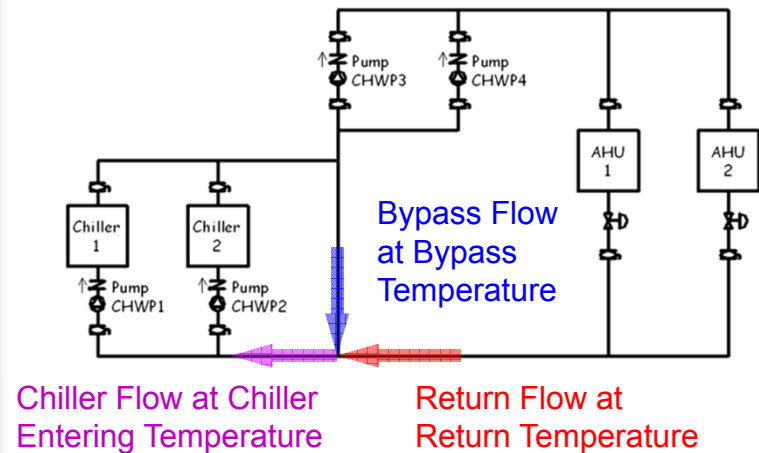 Pump
CHWP3
Pump
CHWP4
AHU
1
AHU
2
Chiller
1
Chiller
2
Pump
CHWP1
Pump
CHWP2
Bypass Flow
at Bypass
Temperature
Chiller Flow at Chiller
Entering Temperature
Return Flow at
Return Temperature